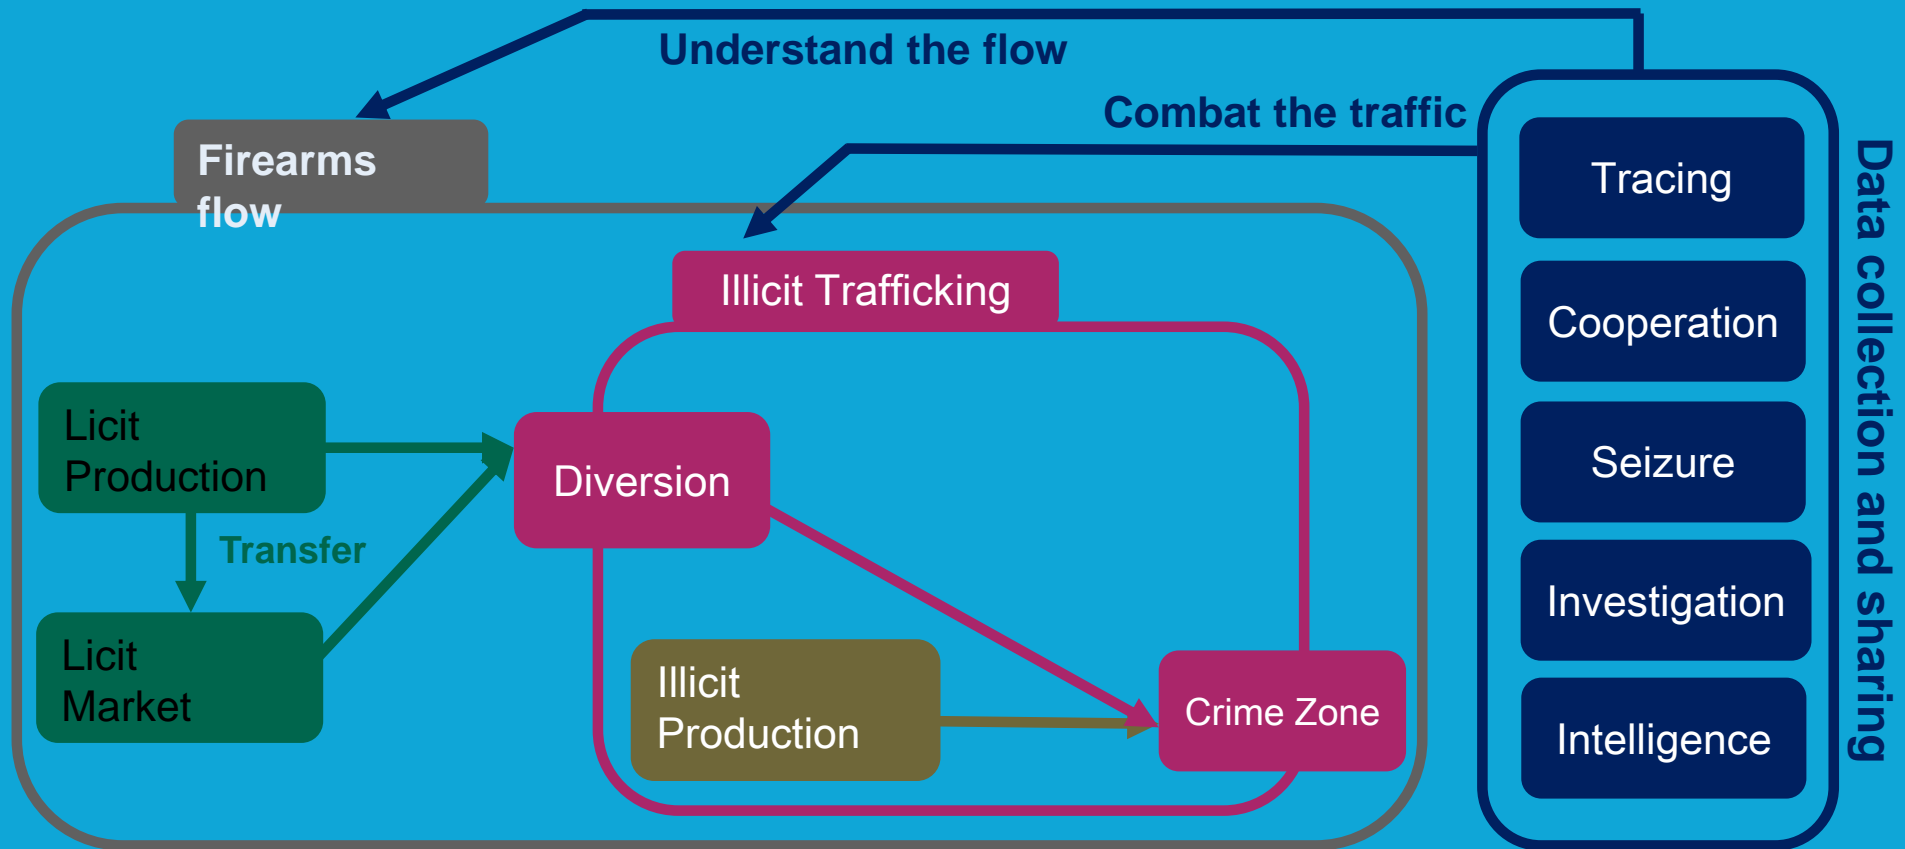 Understand the flow
Combat the traffic
Firearms
flow
Illicit Trafficking
Licit
Production
Transfer
Licit
Market
Diversion
Illicit
Production
Crime Zone
Tracing
Cooperation
Seizure
Investigation
Intelligence
Data collection and sharing